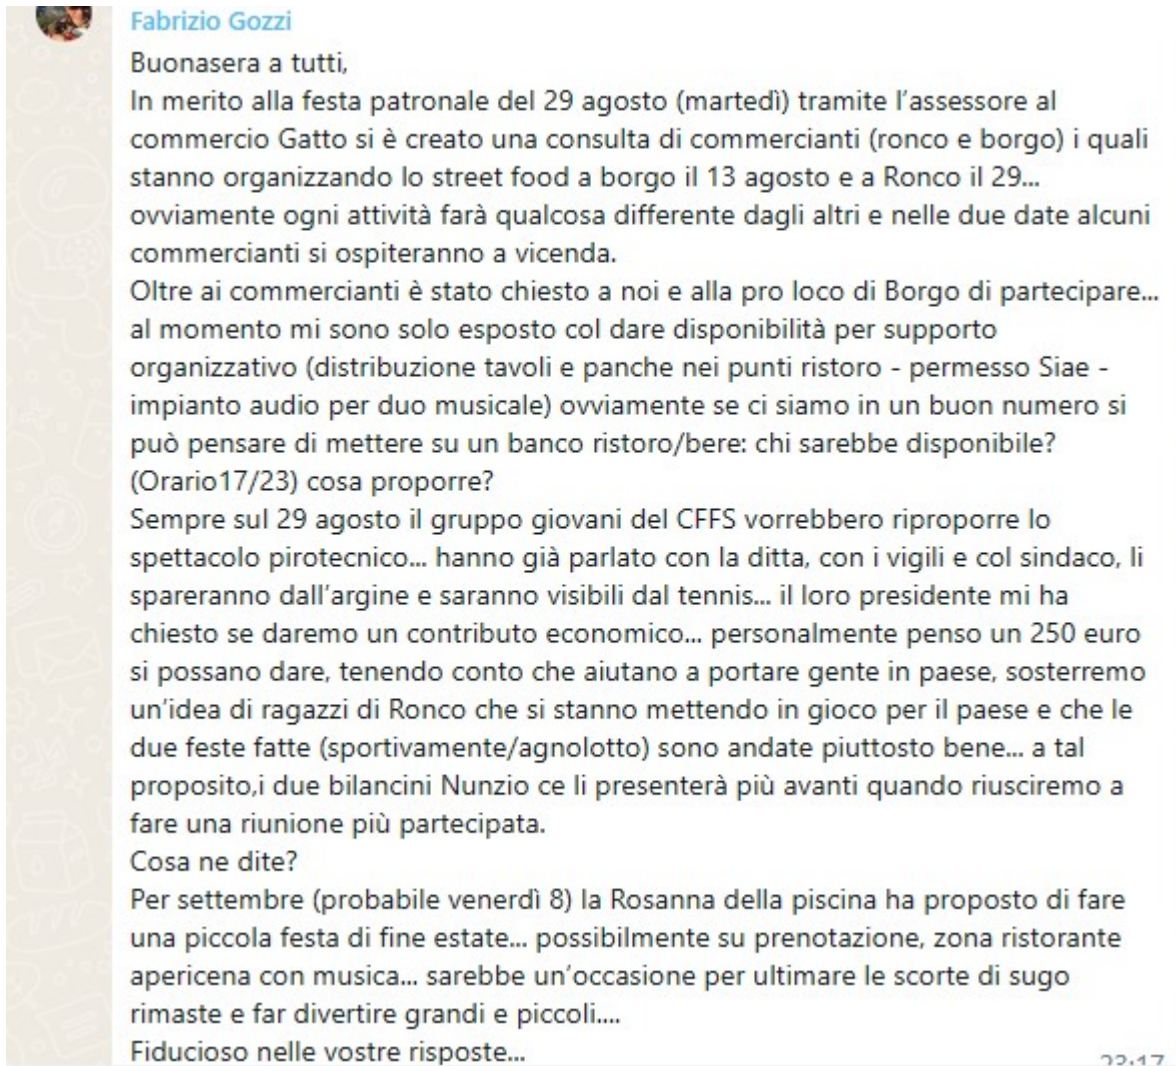 Fabrizio Gozzi
Buonasera a tutti,
In merito alla festa patronale del 29 agosto (martedì) tramite l'assessore al
commercio Gatto si è creato una consulta di commercianti (ronco e borgo) i quali
stanno organizzando lo street food a borgo il 13 agosto e a Ronco il 29...
ovviamente ogni attività farà qualcosa differente dagli altri e nelle due date alcuni
commercianti si ospiteranno a vicenda.
Oltre ai commercianti è stato chiesto a noi e alla pro loco di Borgo di partecipare...
al momento mi sono solo esposto col dare disponibilità per supporto
organizzativo (distribuzione tavoli e panche nei punti ristoro - permesso Siae -
impianto audio per duo musicale) ovviamente se ci siamo in un buon numero si
può pensare di mettere su un banco ristoro/bere: chi sarebbe disponibile?
(Orario17/23) cosa proporre?
Sempre sul 29 agosto il gruppo giovani del CFFS vorrebbero riproporre lo
spettacolo pirotecnico... hanno già parlato con la ditta, con i vigili e col sindaco, li
spareranno dall'argine e saranno visibili dal tennis... il loro presidente mi ha
chiesto se daremo un contributo economico... personalmente penso un 250 euro
si possano dare, tenendo conto che aiutano a portare gente in paese, sosterremo
un'idea di ragazzi di Ronco che si stanno mettendo in gioco per il paese e che le
due feste fatte (sportivamente/agnolotto) sono andate piuttosto bene... a tal
proposito,i due bilancini Nunzio ce li presenterà più avanti quando riusciremo a
fare una riunione più partecipata.
Cosa ne dite?
Per settembre (probabile venerdì 8) la Rosanna della piscina ha proposto di fare
una piccola festa di fine estate... possibilmente su prenotazione, zona ristorante
apericena con musica... sarebbe un'occasione per ultimare le scorte di sugo
rimaste e far divertire grandi e piccoli....
Fiducioso nelle vostre risposte...